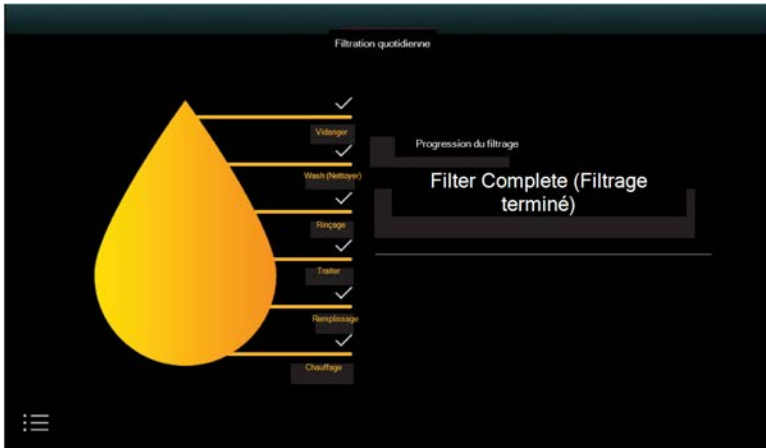 Filtration quotidienne
Vidanger
Wash (Nettoyer)
Rinçage
Traiter
Remplissage
Chauffage
Progression du filtrage
Filter Complete (Filtrage
terminé)